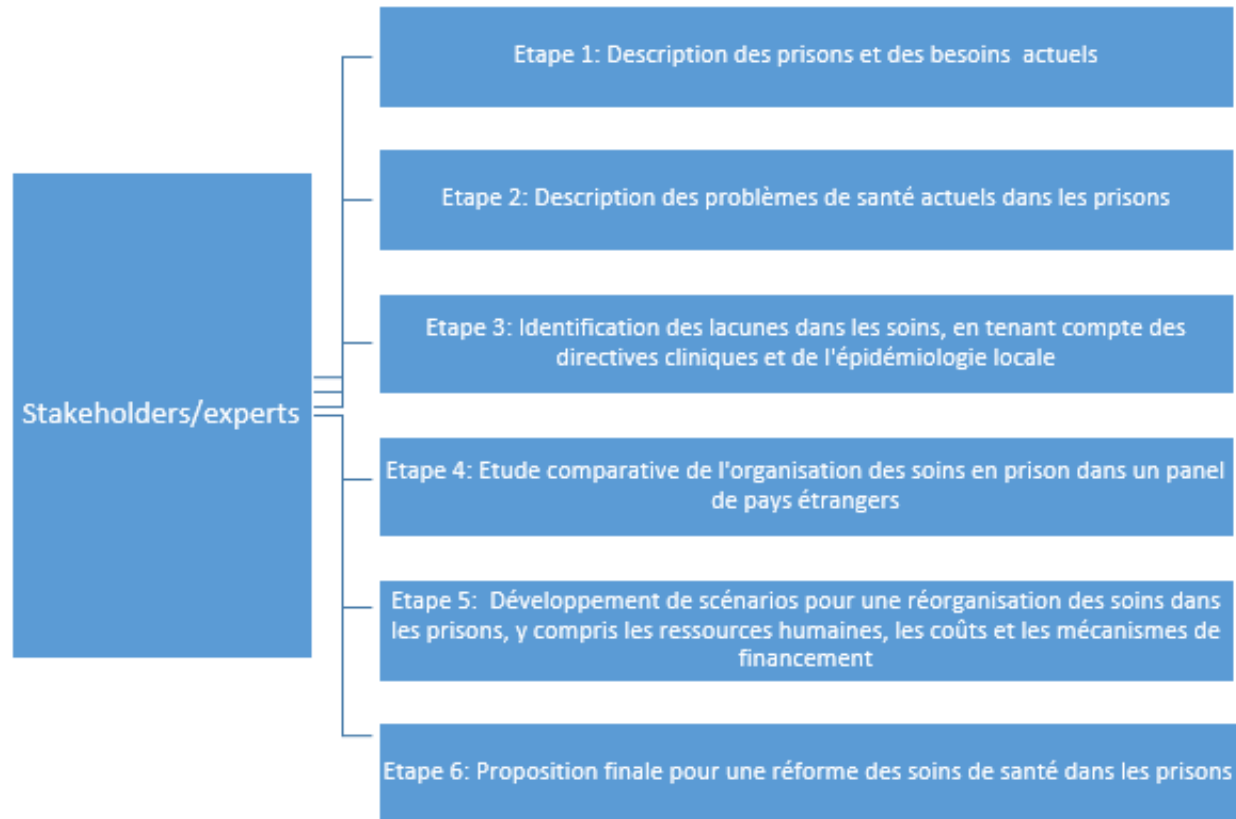 Etape 1: Description des prisons et des besoins actuels
Etape 2: Description des problèmes de santé actuels dans les prisons
Stakeholders/experts
Etape 3: Identification des lacunes dans les soins, en tenant compte des
directives cliniques et de l'épidémiologie locale
Etape 4: Etude comparative de l'organisation des soins en prison dans un panel
de pays étrangers
Etape 5: Développement de scénarios pour une réorganisation des soins dans
les prisons, y compris les ressources humaines, les coûts et les mécanismes de
financement
Etape 6: Proposition finale pour une réforme des soins de santé dans les prisons